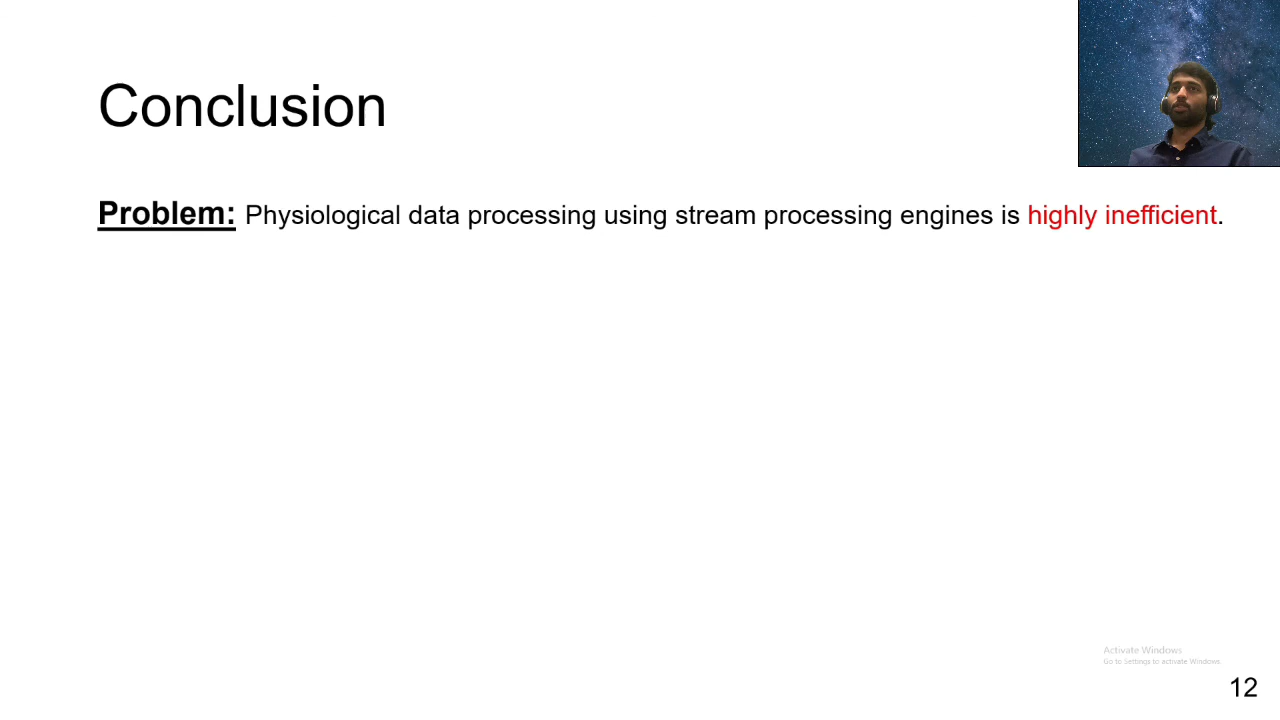 Conclusion
Problem: Physiological data processing using stream processing engines is highly inefficient.
Activate Windows
Go to Settings to activate Windows.
12